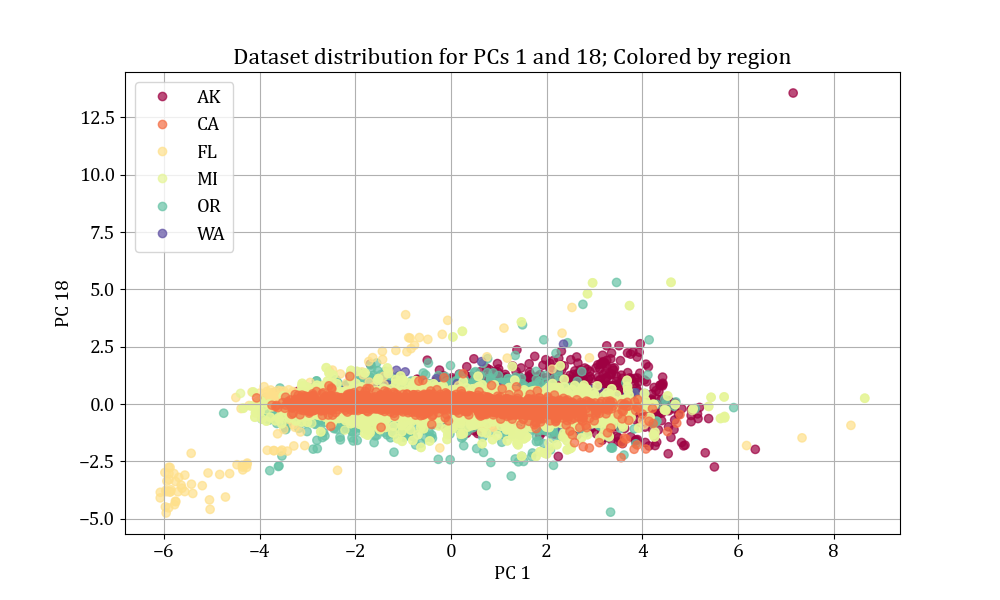 Dataset distribution for PCs 1 and 18; Colored by region
AK
CA
FL
MI
OR
WA
12.5
10.0
7.5
5.0
2.5
0.0
−2.5
−5.0
PC 18
−6 −4 −2 0 2 4 6 8
PC 1